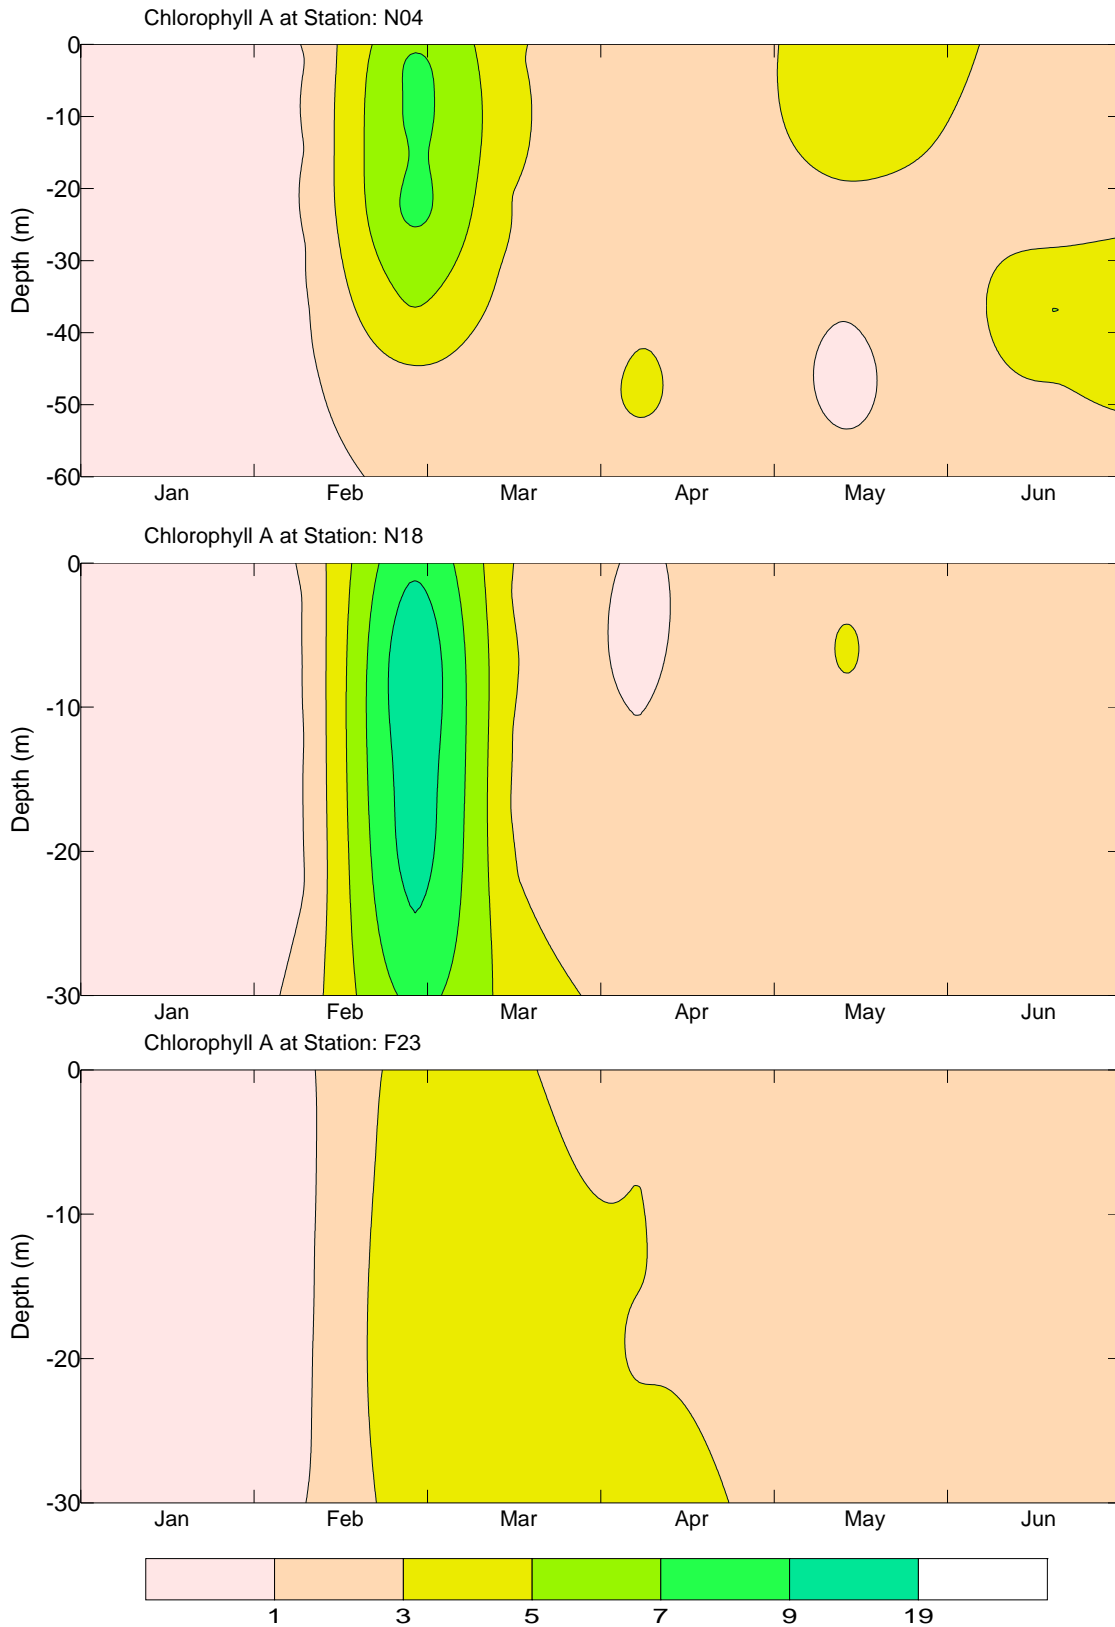 Chlorophyll A at Station: N04
0
-10
-20
-30
-40
-50
-60
Depth (m)
Jan Feb Mar Apr May Jun
Chlorophyll A at Station: N18
0
-10
-20
-30
Depth (m)
Jan Feb Mar Apr May Jun
Chlorophyll A at Station: F23
0
-10
-20
-30
Depth (m)
Jan Feb Mar Apr May Jun
1 3 5 7 9 19